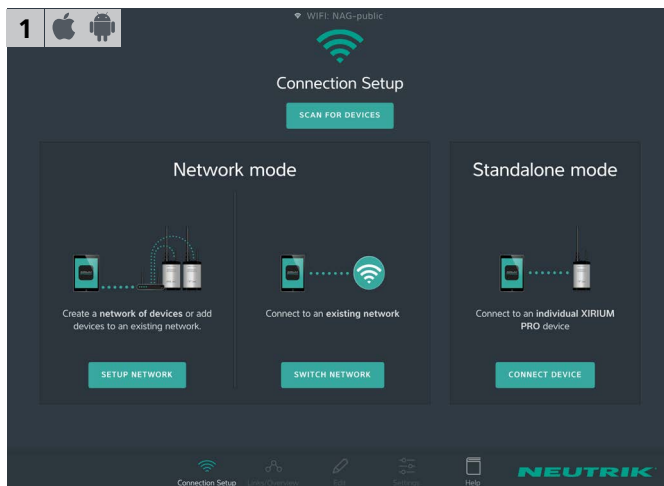 1
WIFI: NAG-public
Connection Setup
SCAN FOR DEVICES
Network mode
Create a network of devices or add
devices to an existing network.
SETUP NETWORK
Connect to an existing network
SWITCH NETWORK
Standalone mode
Connect to an individual XIRIUM
PRO device
CONNECT DEVICE
Connection Setup
Links Overview
Edit
Settings
Help
NEUTRIK